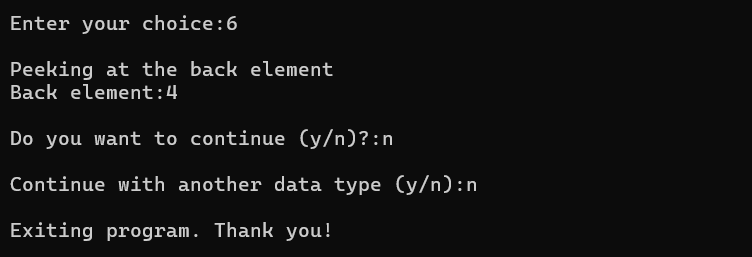 Enter your choice:6
Peeking at the back element
Back element:4
Do you want to continue (y/n)?:n
Continue with another data type (y/n):n
Exiting program. Thank you!